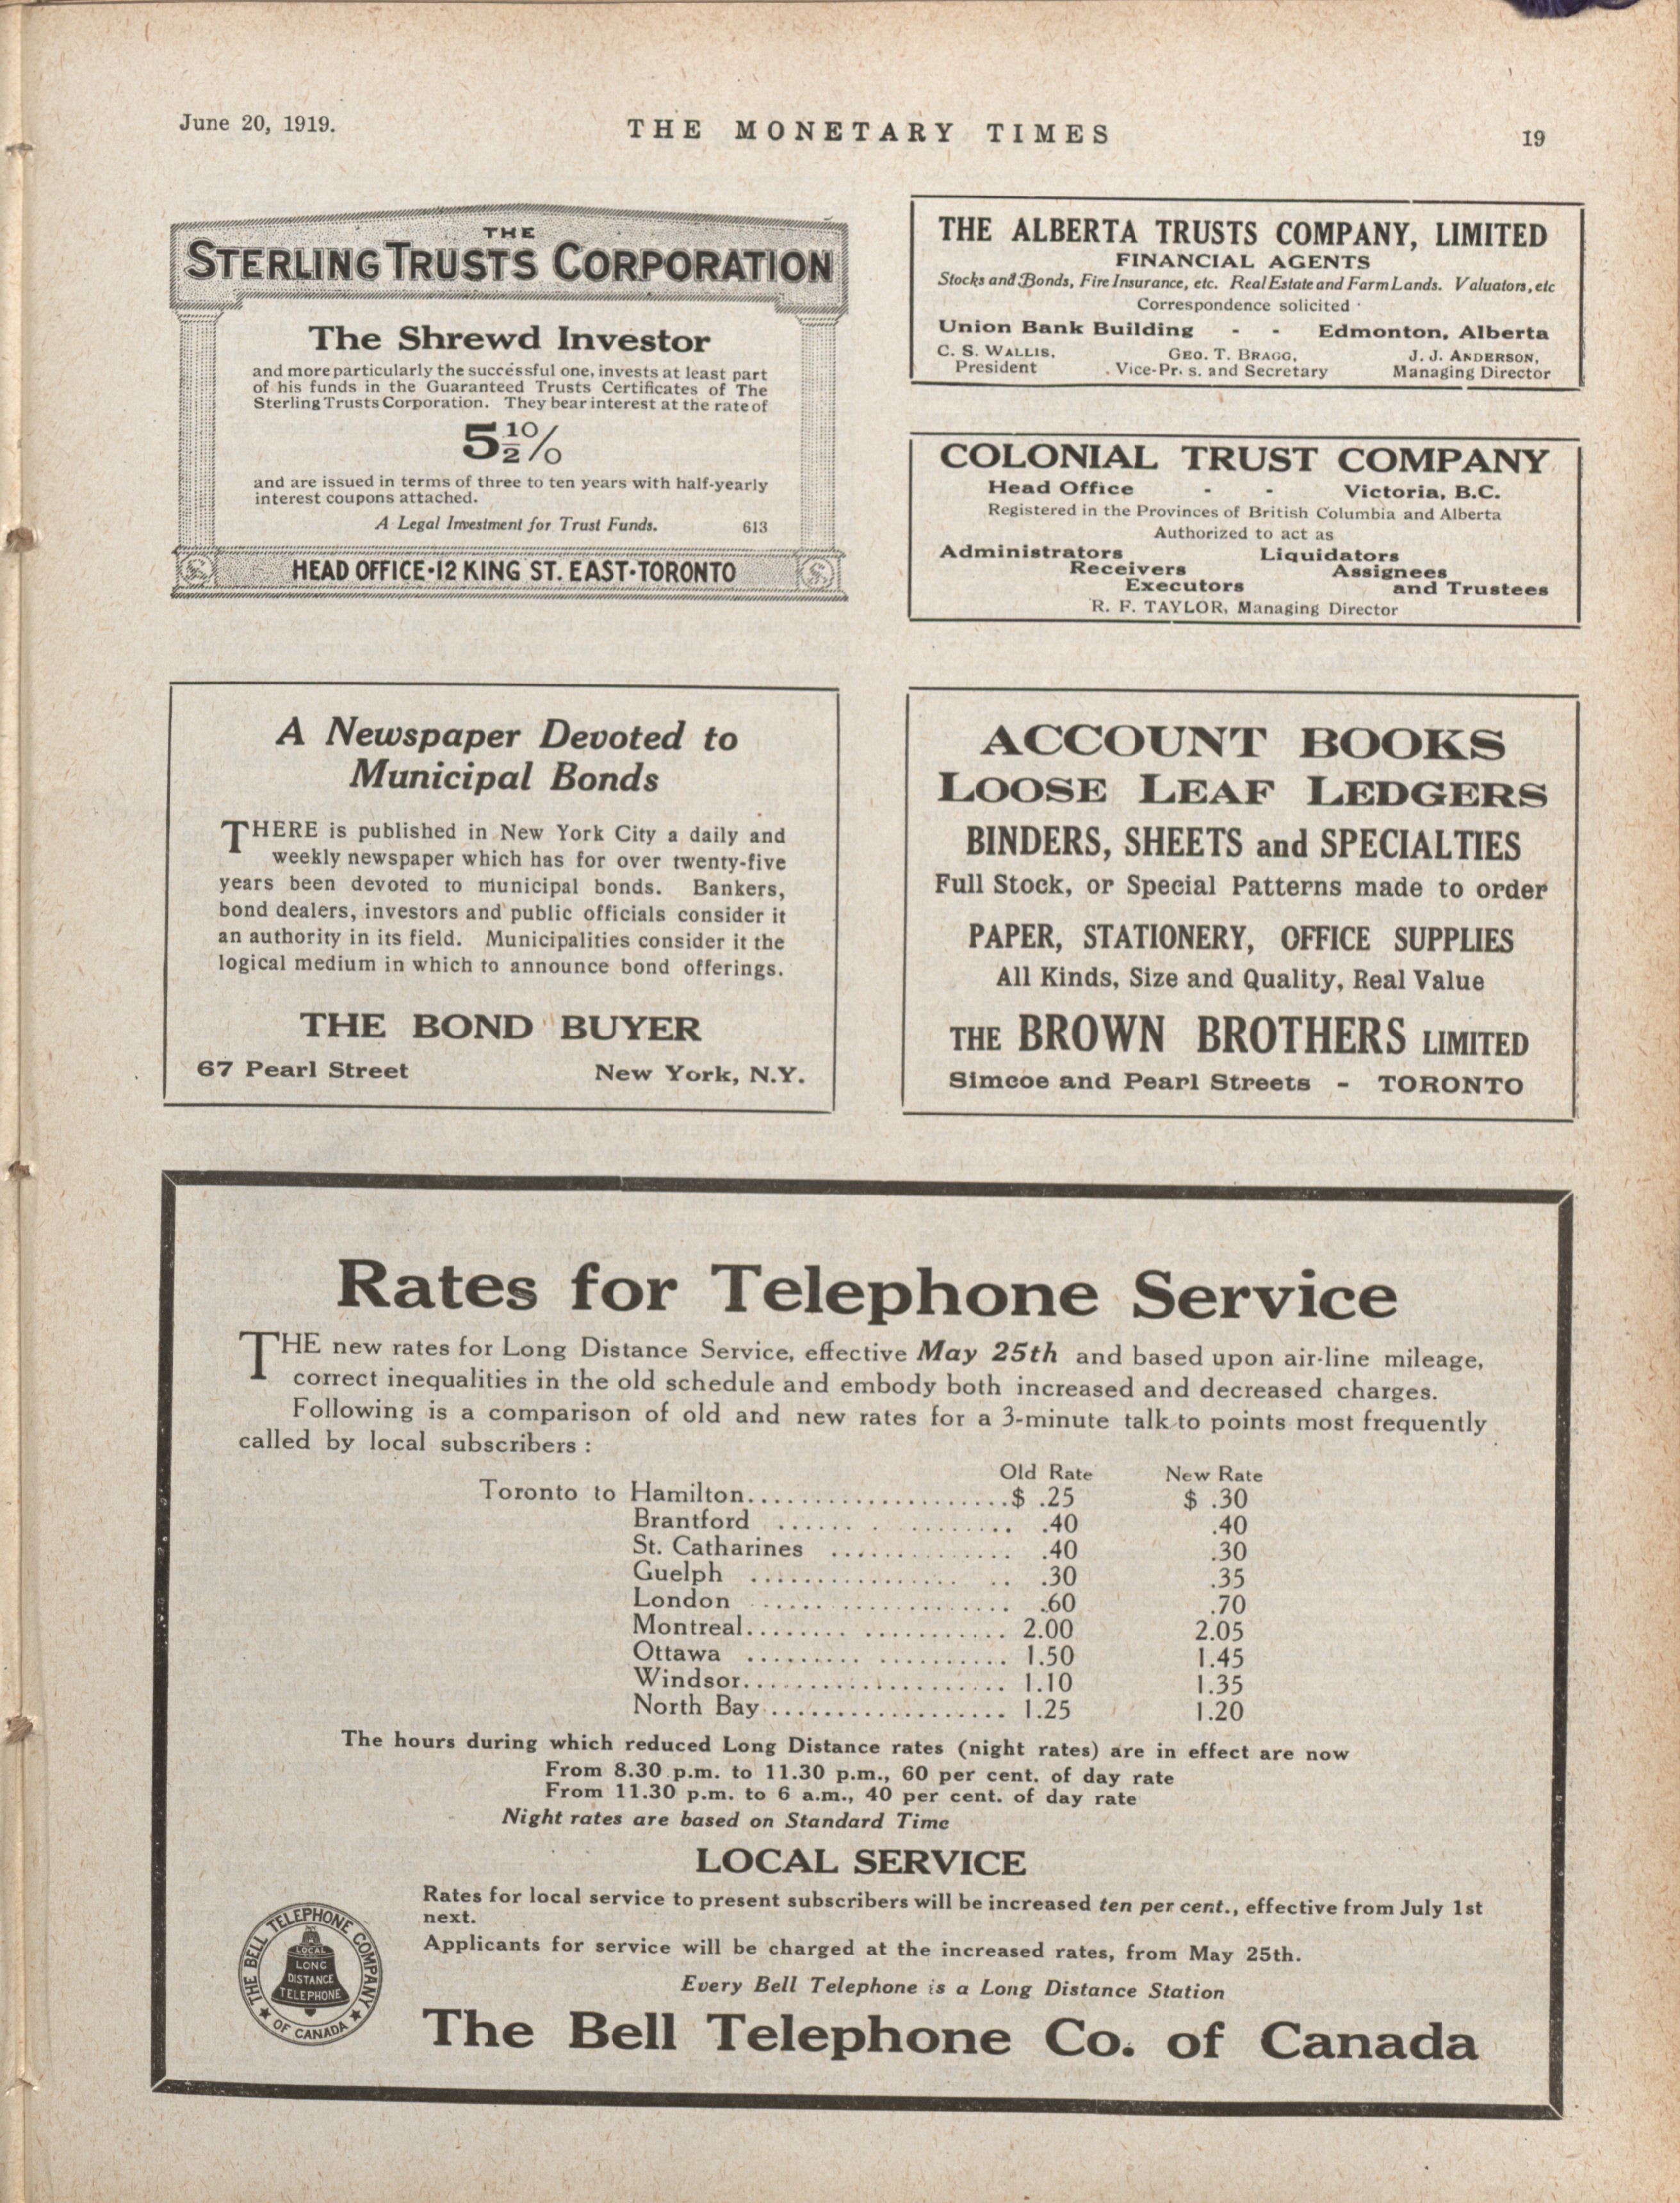 June 20, 1919.
THE MONETARY TIMES
19
THE
STERLING TRUSTS CORPORATION
The Shrewd Investor
and more particularly the successful one, invests at least part
of his funds in the Guaranteed Trusts Certificates of The
Sterling Trusts Corporation. They bear interest at the rate of
5 1/2 0/0
and are issued in terms of three to ten years with half-yearly
interest coupons attached.
A Legal Investment for Trust Funds. 613
HEAD OFFICE-12 KING ST. EAST-TORONTO
THE ALBERTA TRUSTS COMPANY, LIMITED
FINANCIAL AGENTS
Stocks and Bonds, Fire Insurance, etc. Real Estate and Farm Lands. Valuators, etc
Correspondence solicited
Union Bank Building - - Edmonton, Alberta
C. S. WALLIS, GEO. T. BRAGG, J. J. ANDERSON,
President Vice-Pr. s. and Secretary Managing Director
COLONIAL TRUST COMPANY
Head Office - - Victoria, B.C.
Registered in the Provinces of British Columbia and Alberta
Authorized to act as
Administrators Liquidators
Receivers Assignees
Executors and Trustees
R. F. TAYLOR, Managing Director
A Newspaper Devoted to
Municipal Bonds
THERE is published in New York City a daily and
weekly newspaper which has for over twenty-five
years been devoted to municipal bonds. Bankers,
bond dealers, investors and public officials consider it
an authority in its field. Municipalities consider it the
logical medium in which to announce bond offerings.
THE BOND BUYER
67 Pearl Street New York, N.Y.
ACCOUNT BOOKS
LOOSE LEAF LEDGERS
BINDERS, SHEETS and SPECIALTIES
Full Stock, or Special Patterns made to order
PAPER, STATIONERY, OFFICE SUPPLIES
All Kinds, Size and Quality, Real Value
THE BROWN BROTHERS LIMITED
Simcoe and Pearl Streets - TORONTO
Rates for Telephone Service
THE new rates for Long Distance Service, effective May 25th and based upon air-line mileage,
correct inequalities in the old schedule and embody both increased and decreased charges.
Following is a comparison of old and new rates for a 3-minute talk to points most frequently
called by local subscribers :
Old Rate New Rate
Toronto to Hamilton..................... $ .25 $ .30
Brantford ................ .40 .40
St. Catharines .............. .40 .30
Guelph .................. .30 .35
London .................... .60 .70
Montreal.................... 2.00 2.05
Ottawa ................... 1.50 1.45
Windsor.................... 1.10 1.35
North Bay .................. 1.25 1.20
The hours during which reduced Long Distance rates (night rates) are in effect are now
From 8.30 p.m. to 11.30 p.m., 60 per cent. of day rate
From 11.30 p.m. to 6 a.m., 40 per cent. of day rate
Night rates are based on Standard Time
LOCAL SERVICE
Rates for local service to present subscribers will be increased ten per cent., effective from July 1st
next.
Applicants for service will be charged at the increased rates, from May 25th.
Every Bell Telephone is a Long Distance Station
THE BELL TELEPHONE COMPANY
OF CANADA
LOCAL
LONG
DISTANCE
TELEPHONE
The Bell Telephone Co. of Canada